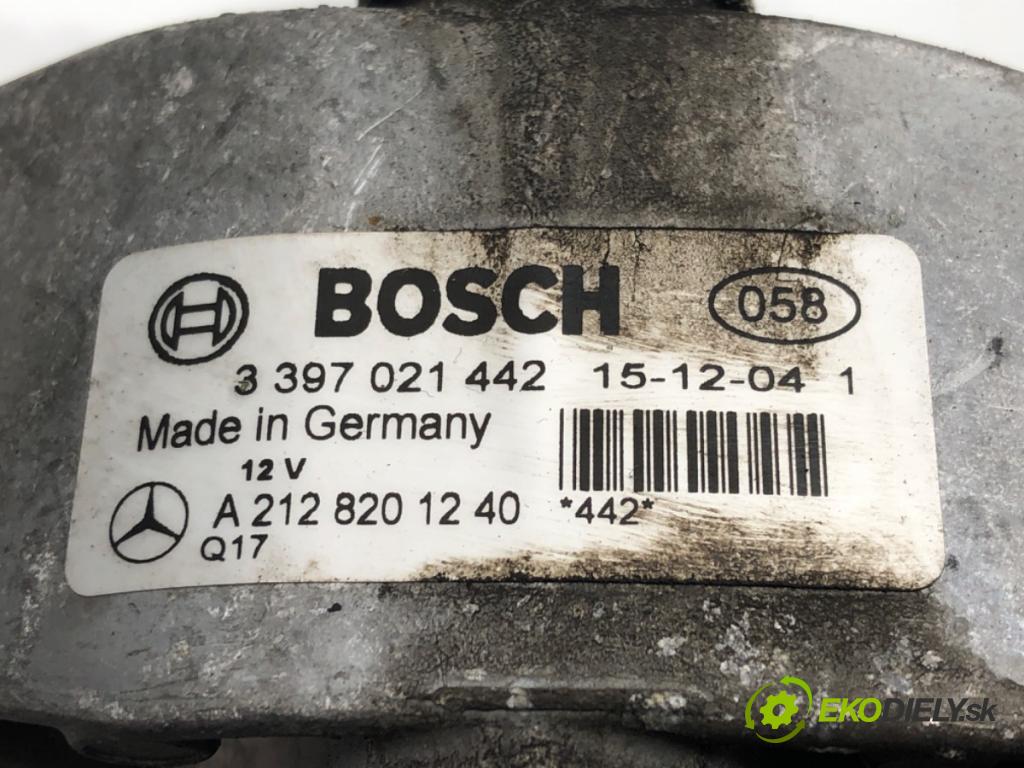 BOSCH 058
3 397 021 442 15-12-04 1
Made in Germany
12 V
A 212 820 12 40 *442*
Q17
EKODIELY.sk